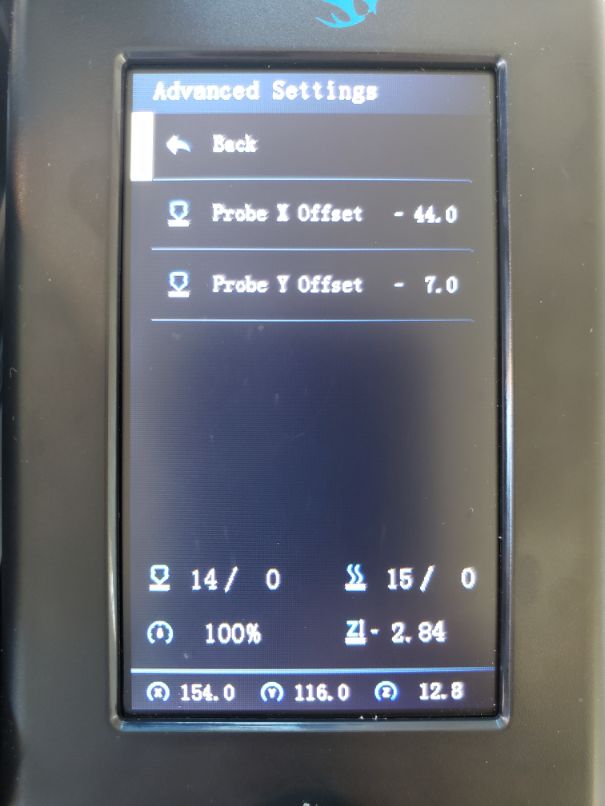 Advanced Settings
Back
Probe X Offset - 44.0
Probe Y Offset - 7.0
14 / 0 15 / 0
100% Z - 2.84
X 154.0 Y 116.0 Z 12.8